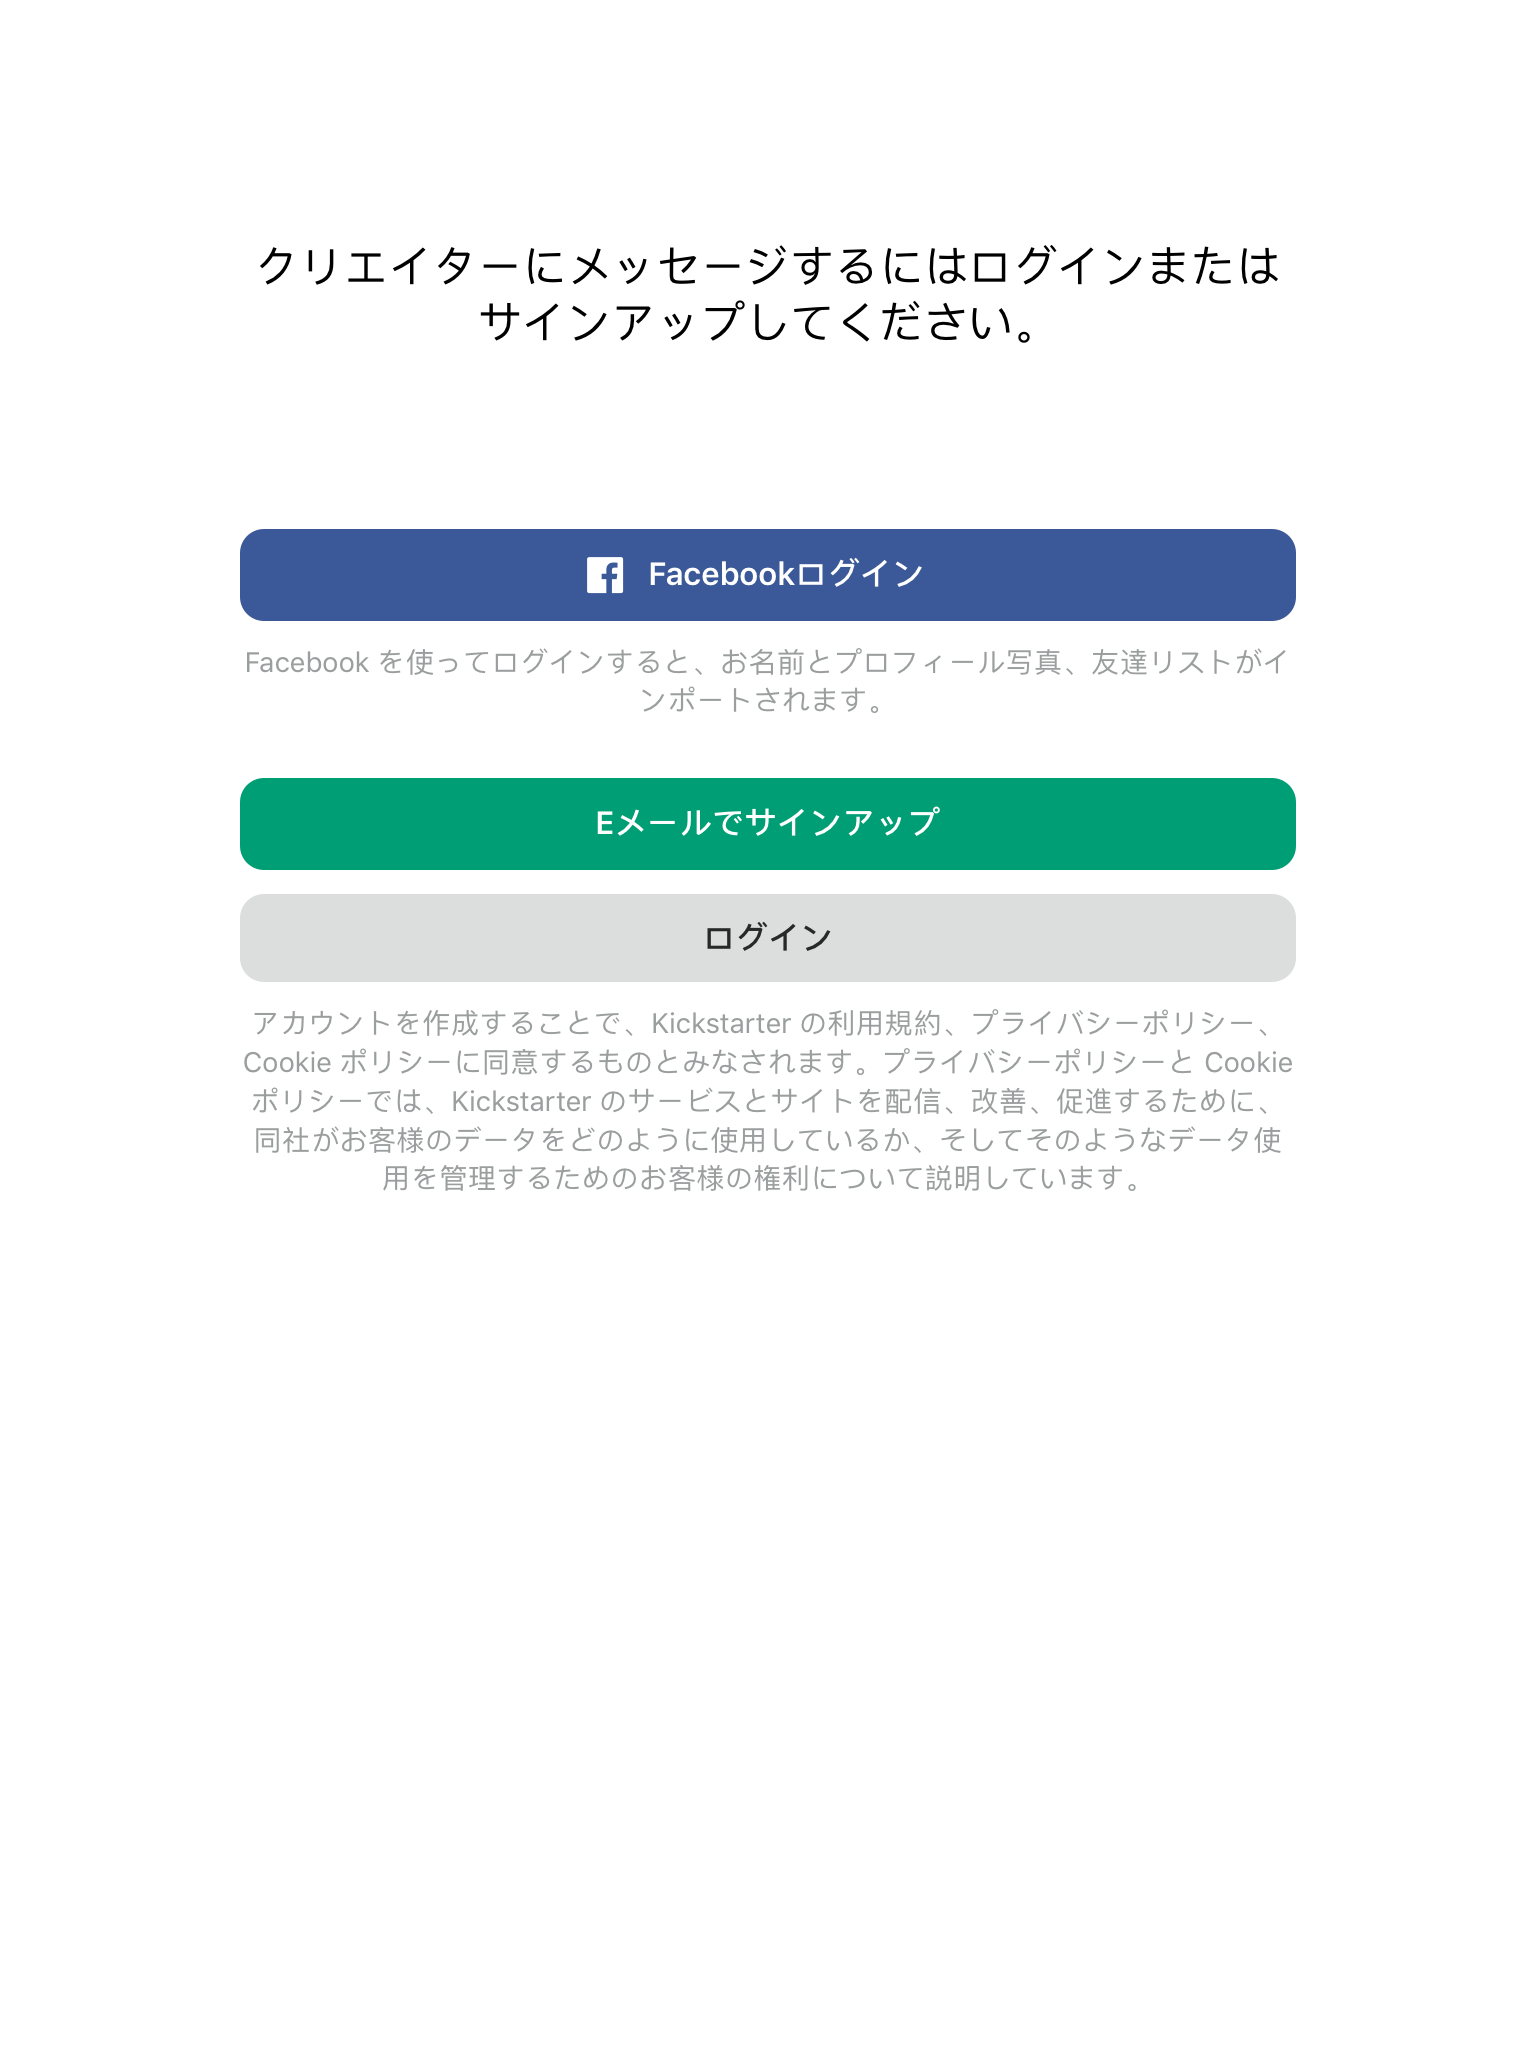 クリエイターにメッセージするにはログインまたは
サインアップしてください。
Facebookログイン
Facebook を使ってログインすると、お名前とプロフィール写真、友達リストがイ
ンポートされます。
Eメールでサインアップ
ログイン
アカウントを作成することで、Kickstarter の利用規約、プライバシーポリシー、
Cookie ポリシーに同意するものとみなされます。プライバシーポリシーと Cookie
ポリシーでは、Kickstarter のサービスとサイトを配信、改善、促進するために、
同社がお客様のデータをどのように使用しているか、そしてそのようなデータ使
用を管理するためのお客様の権利について説明しています。